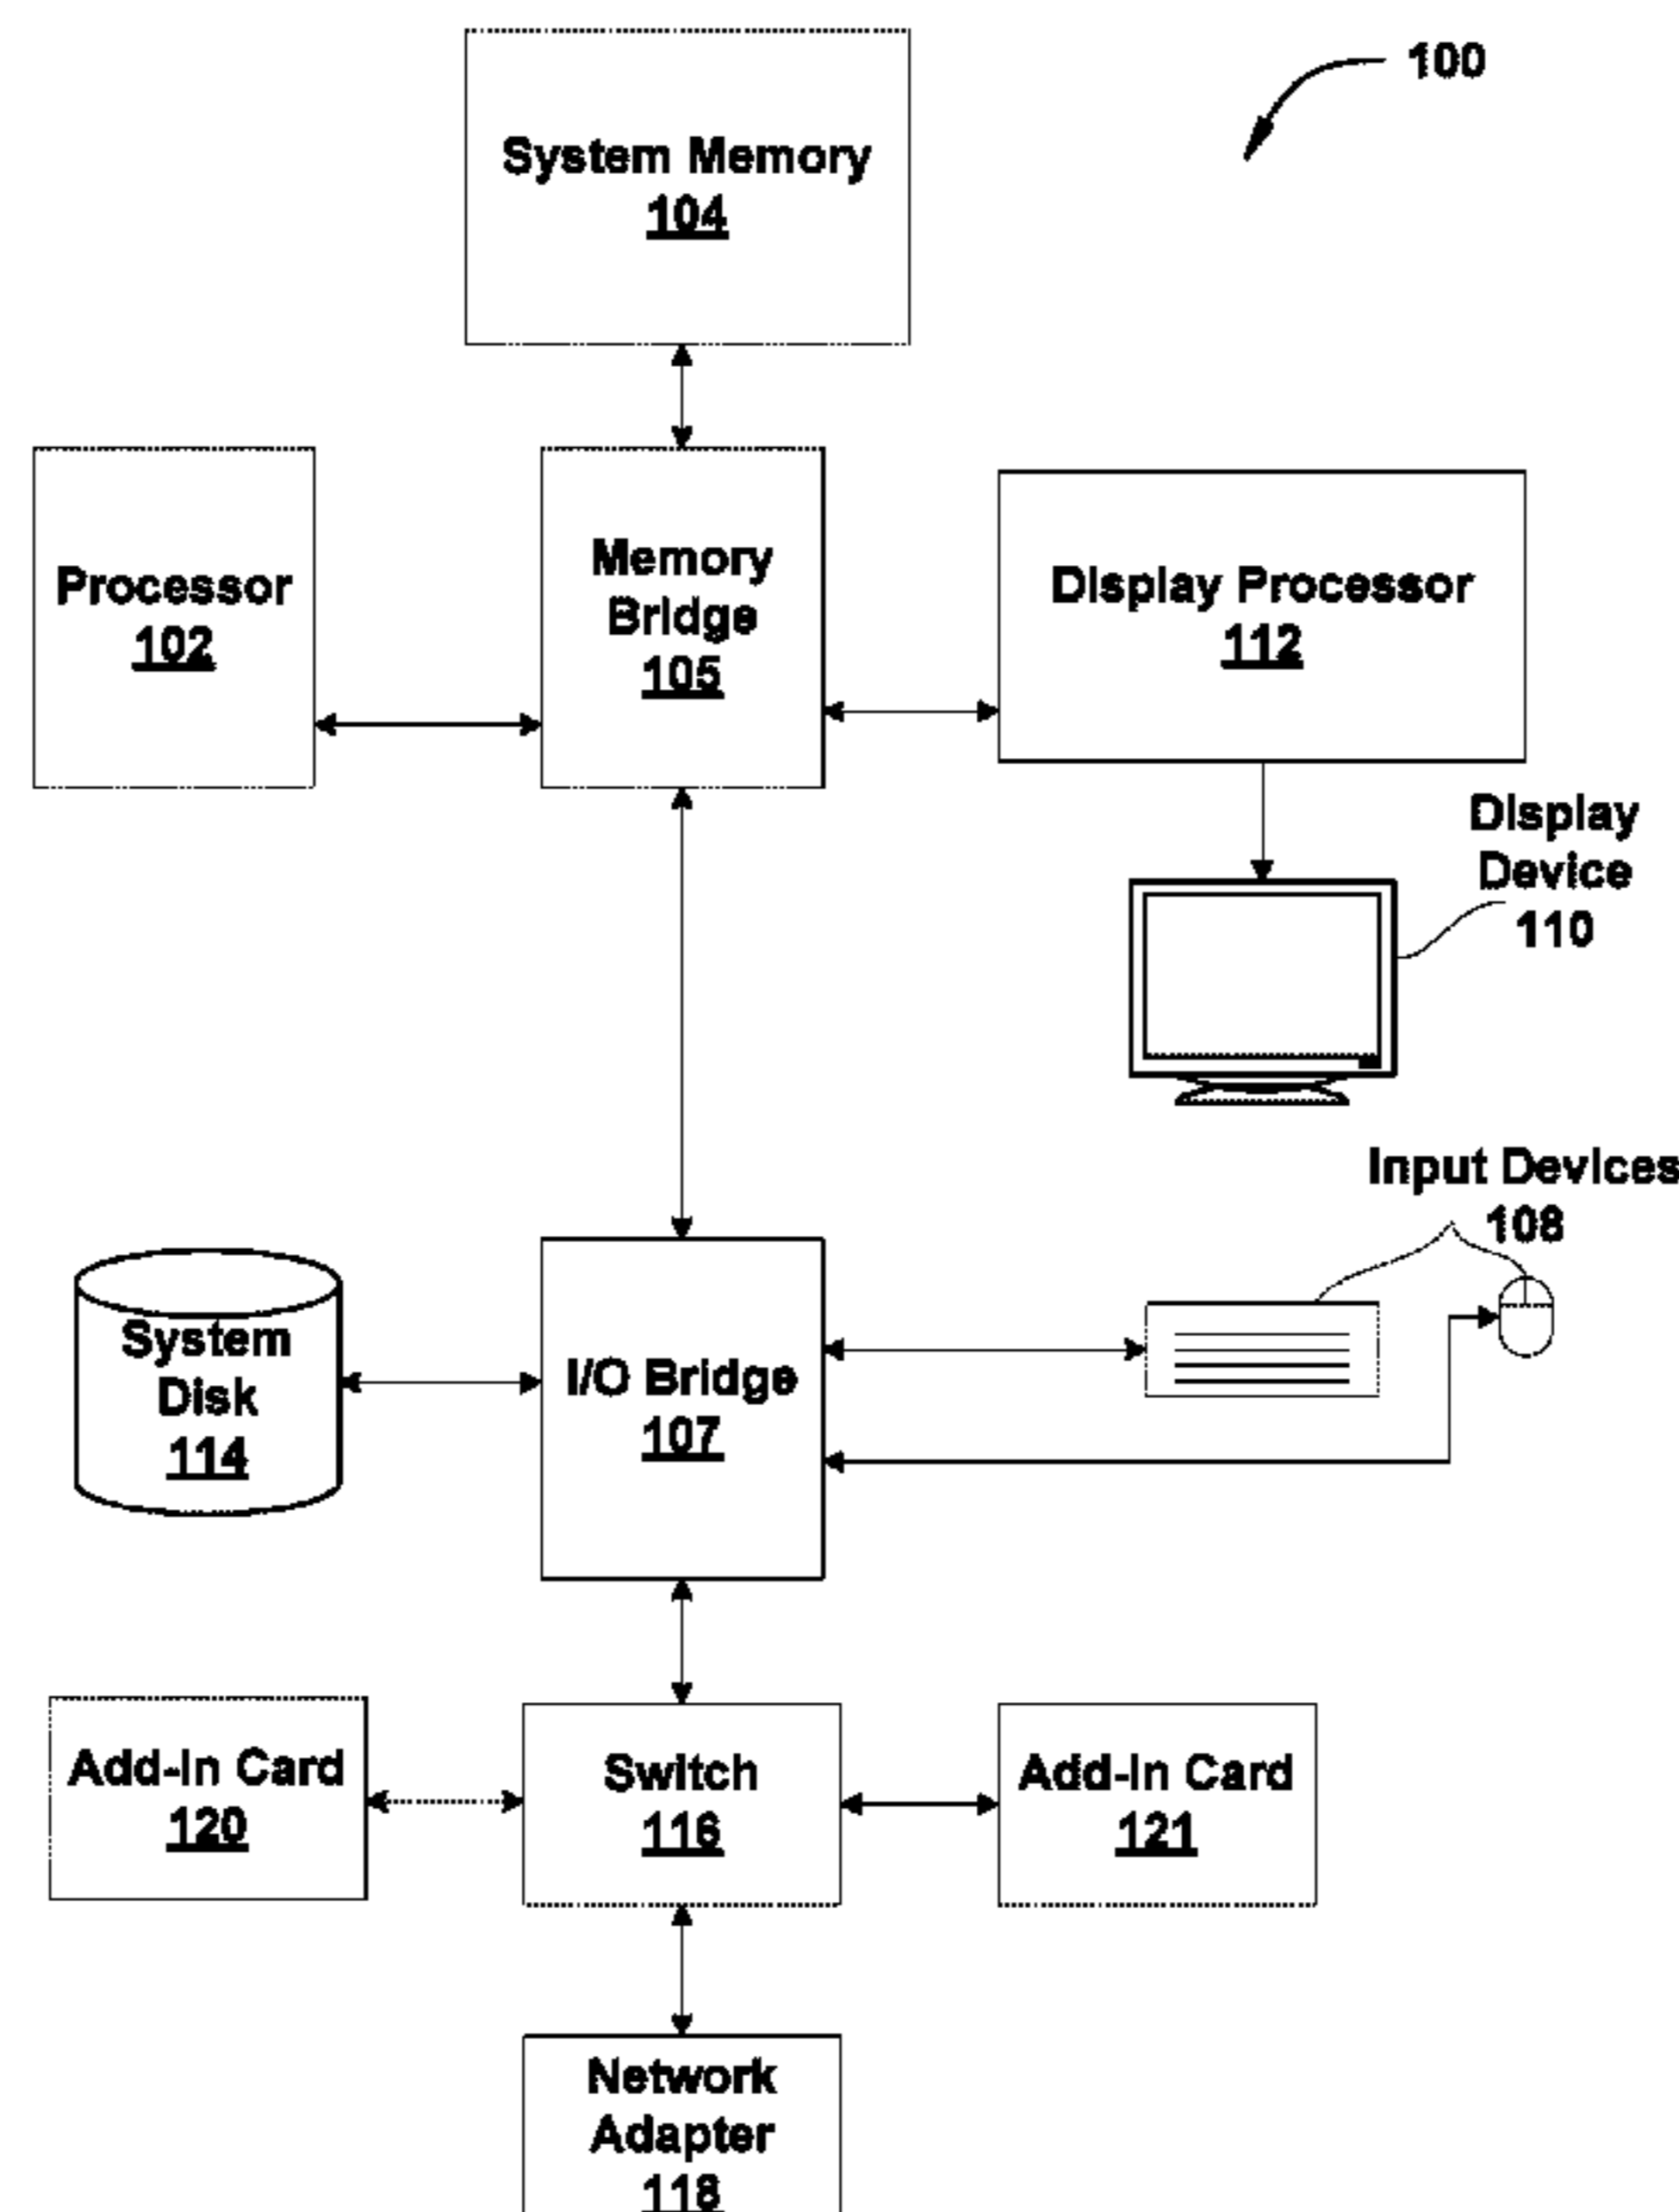 100
System Memory
104
Processor
102
Memory
Bridge
105
Display Processor
112
Display
Device
110
Input Devices
108
System
Disk
114
I/O Bridge
107
Add-In Card
120
Switch
116
Add-In Card
121
Network
Adapter
118